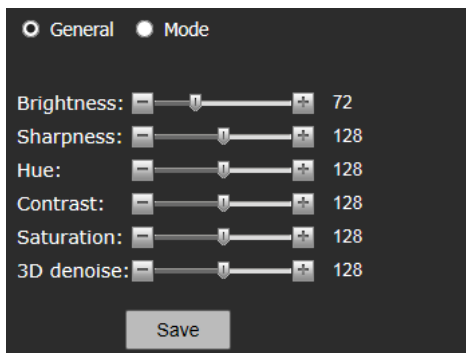 General Mode
Brightness: 72
Sharpness: 128
Hue: 128
Contrast: 128
Saturation: 128
3D denoise: 128
Save